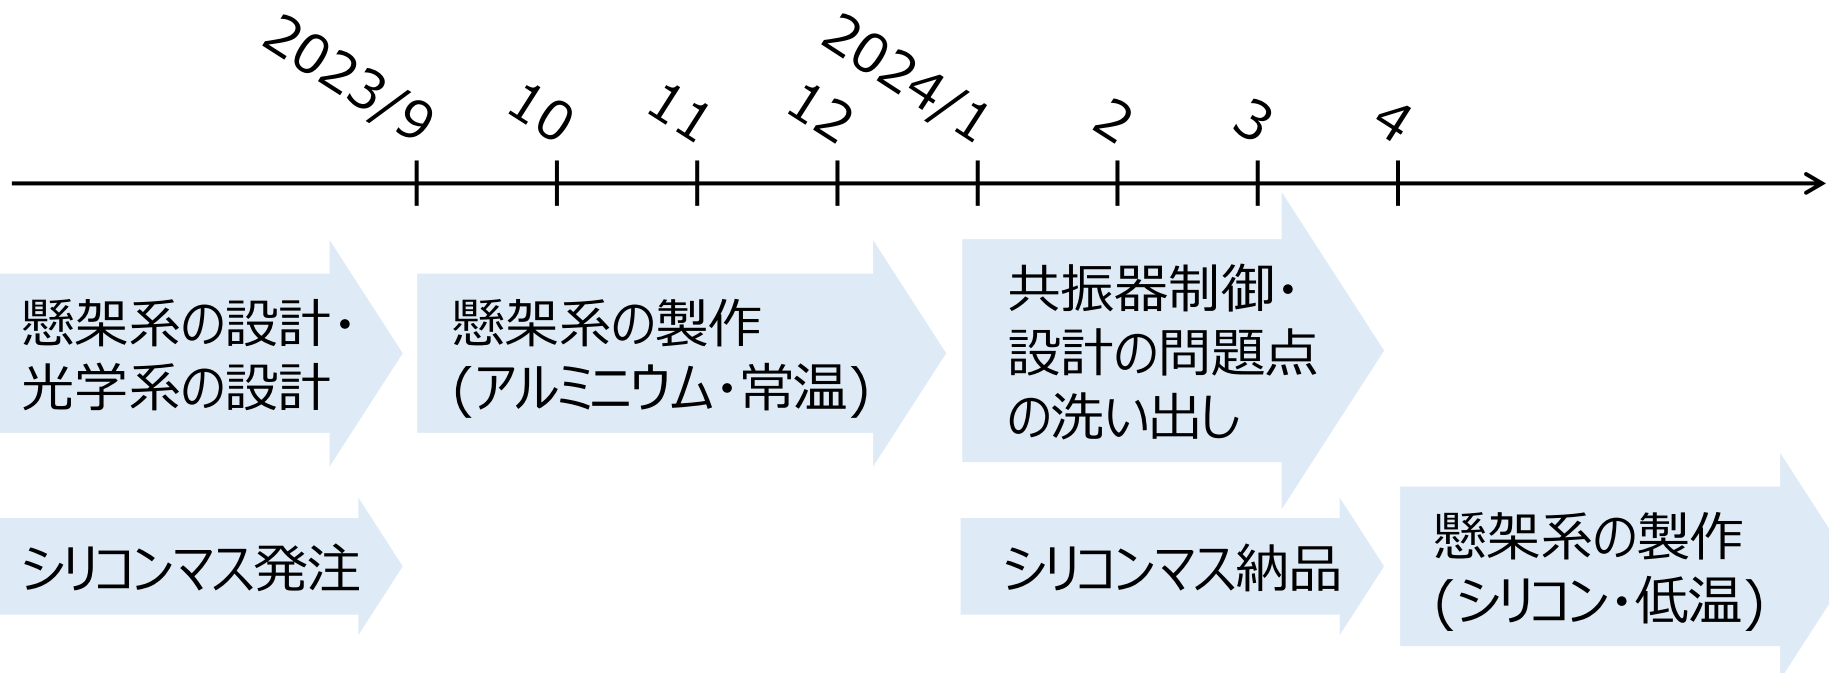 2023/9
10
11
12
2024/1
2
3
4
懸架系の設計・
光学系の設計
懸架系の製作
(アルミニウム・常温)
共振器制御・
設計の問題点
の洗い出し
シリコンマス発注
シリコンマス納品
懸架系の製作
(シリコン・低温)